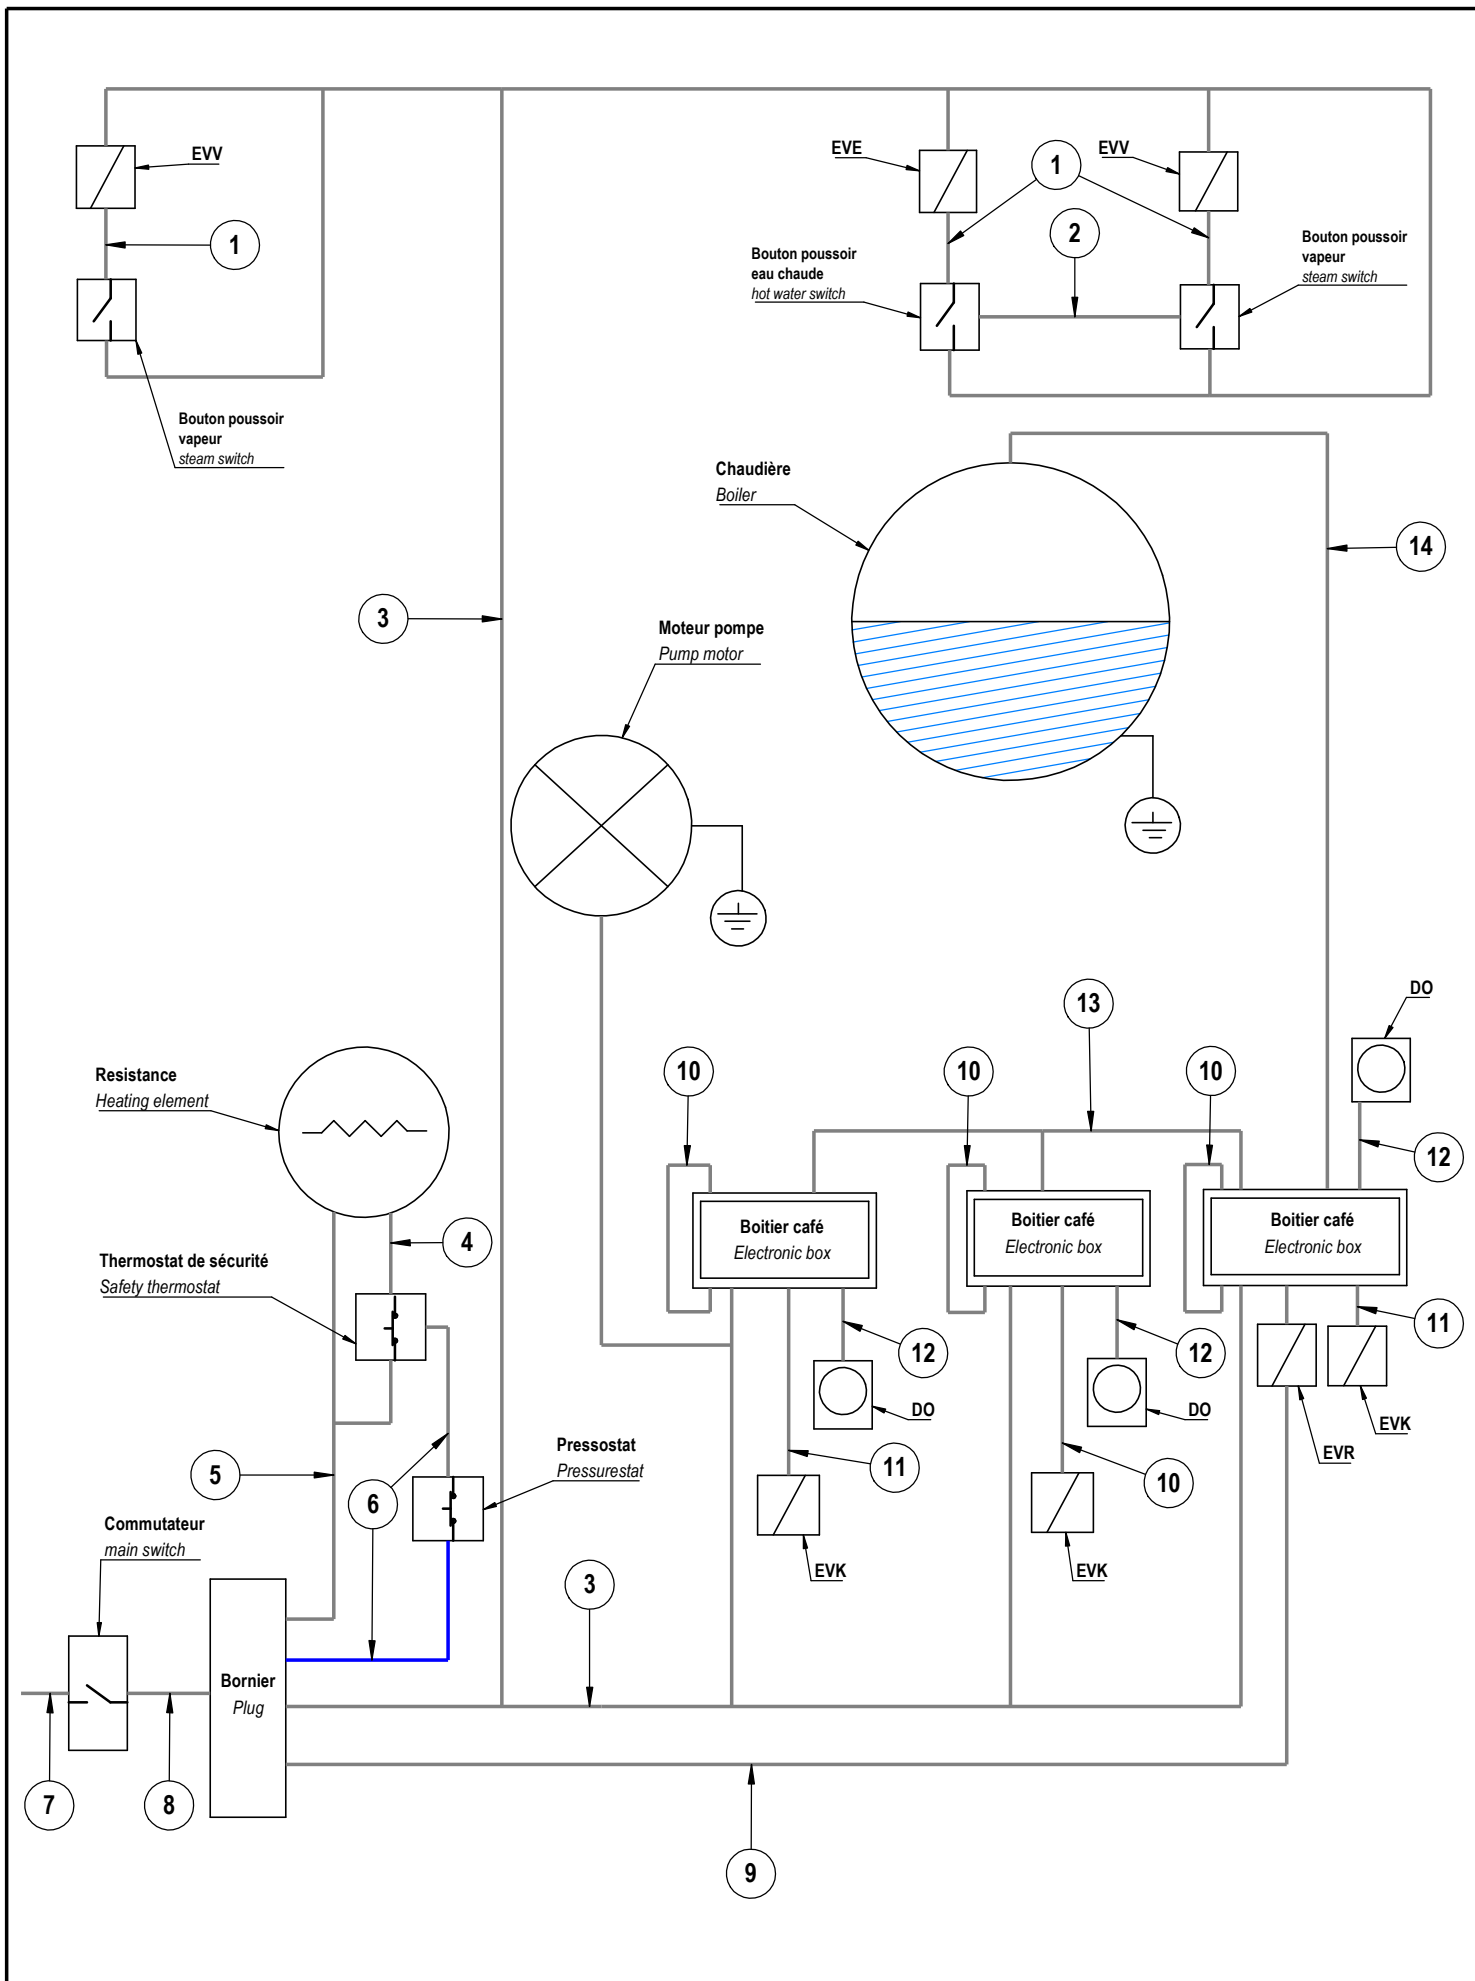 EVV
1
Bouton poussoir
vapeur
steam switch
EVE
1
EVV
2
Bouton poussoir
eau chaude
hot water switch
Bouton poussoir
vapeur
steam switch
Chaudière
Boiler
14
3
Moteur pompe
Pump motor
DO
13
10
10
10
12
Resistance
Heating element
4
Boitier café
Electronic box
Boitier café
Electronic box
Boitier café
Electronic box
Thermostat de sécurité
Safety thermostat
12
12
11
DO
DO
EVK
EVR
Pressostat
Pressurestat
5
6
11
10
Commutateur
main switch
EVK
EVK
3
Bornier
Plug
7
8
9